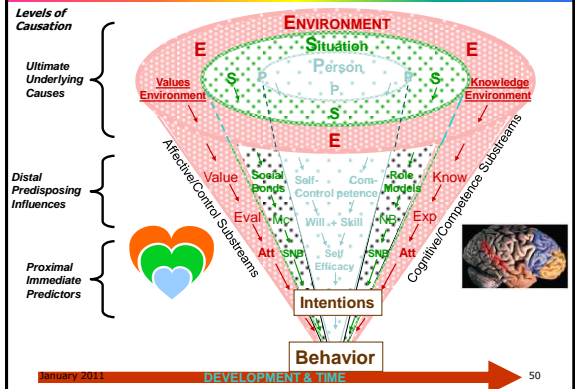 Levels of
Causation
ENVIRONMENT
E
E
Situation
Person
Ultimate
Underlying
Causes
Values
Environment
S
P
P
S
Knowledge
Environment
P
S
E
Affective/Control Substreams
Cognitive/Competence Substreams
Distal
Predisposing
Influences
Value
Social
Bonds
Self-
Control
Com-
petence
Role
Models
Know
Eval
Mc
Will + Skill
NB
Exp
Att
SNB
Self
Efficacy
SNB
Att
Proximal
Immediate
Predictors
Intentions
Behavior
January 2011
DEVELOPMENT & TIME
50